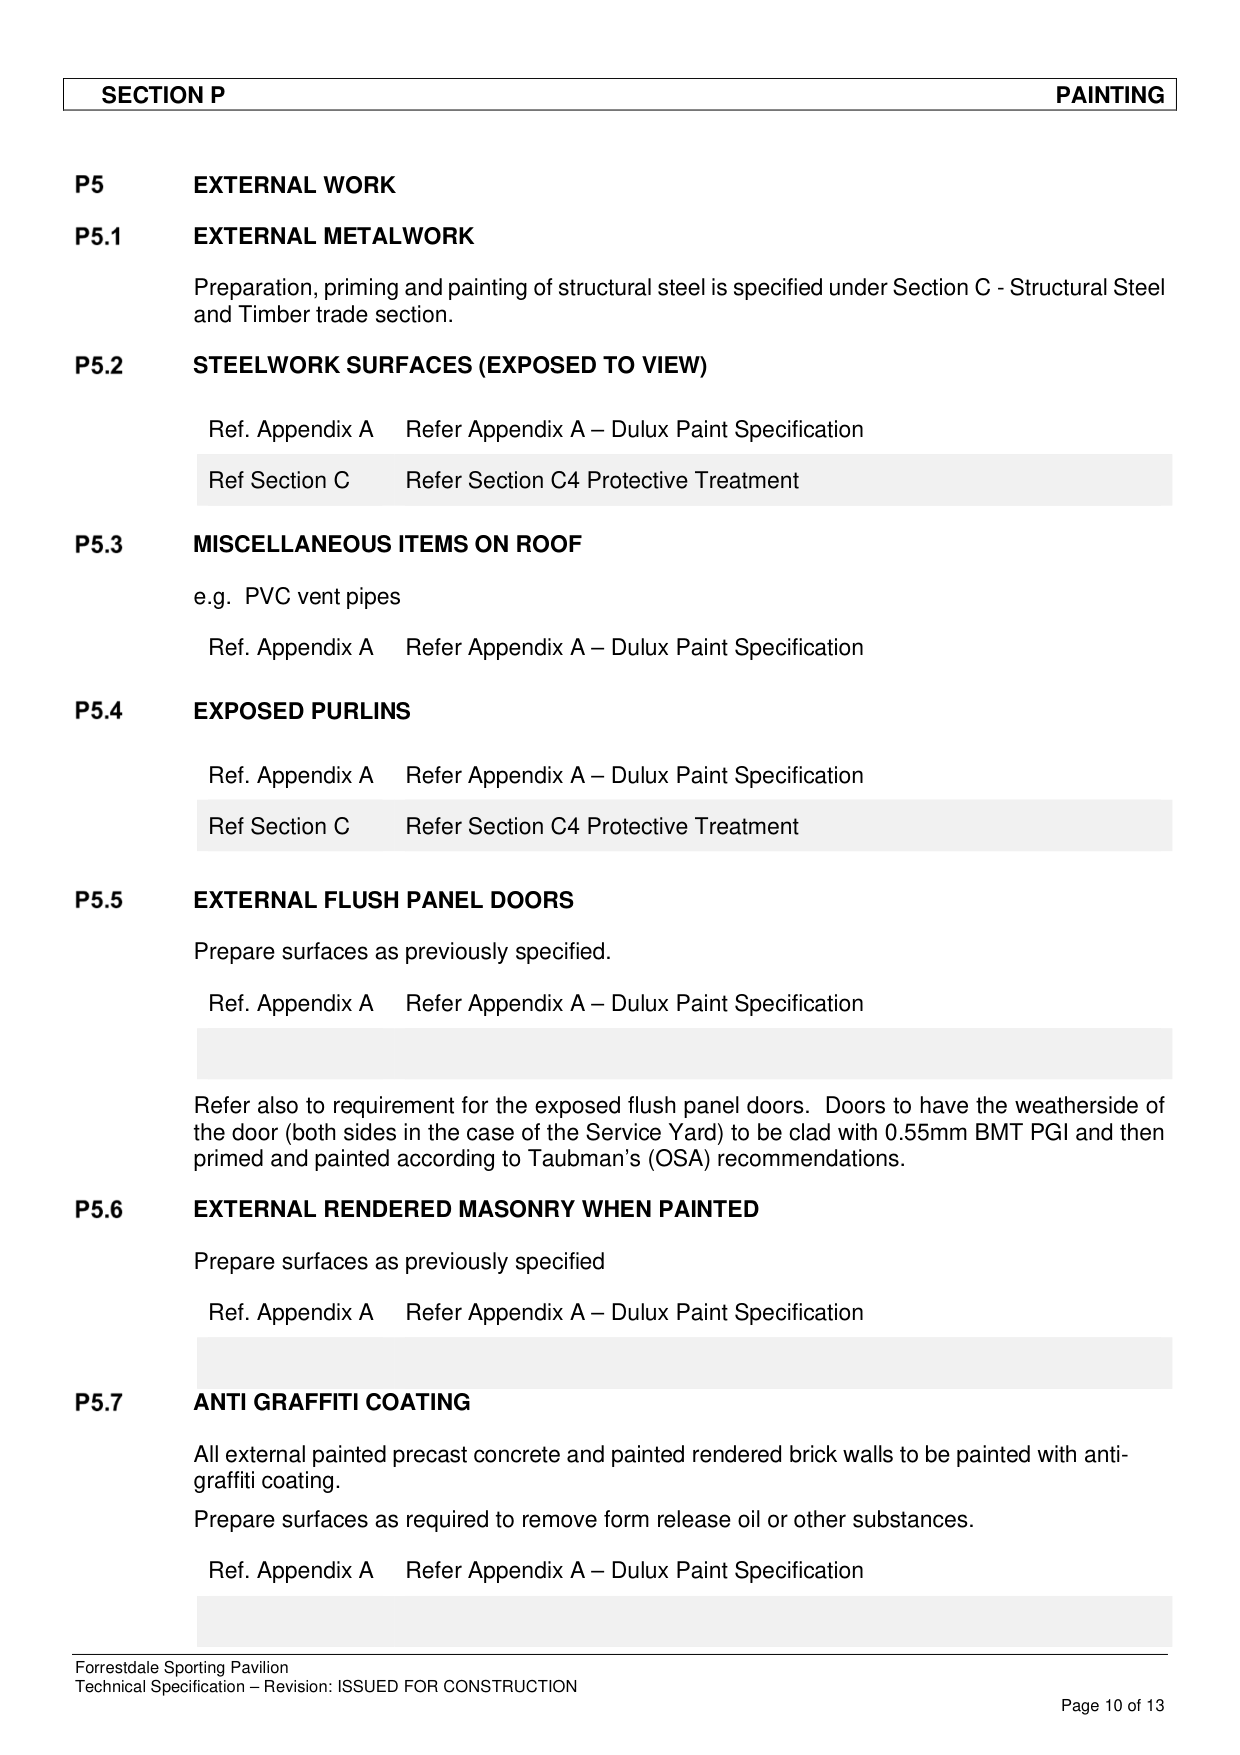 SECTION P PAINTING
P5 EXTERNAL WORK
P5.1 EXTERNAL METALWORK
Preparation, priming and painting of structural steel is specified under Section C - Structural Steel
and Timber trade section.
P5.2 STEELWORK SURFACES (EXPOSED TO VIEW)
Ref. Appendix A Refer Appendix A – Dulux Paint Specification
Ref Section C Refer Section C4 Protective Treatment
P5.3 MISCELLANEOUS ITEMS ON ROOF
e.g.  PVC vent pipes
Ref. Appendix A Refer Appendix A – Dulux Paint Specification
P5.4 EXPOSED PURLINS
Ref. Appendix A Refer Appendix A – Dulux Paint Specification
Ref Section C Refer Section C4 Protective Treatment
P5.5 EXTERNAL FLUSH PANEL DOORS
Prepare surfaces as previously specified.
Ref. Appendix A Refer Appendix A – Dulux Paint Specification
Refer also to requirement for the exposed flush panel doors.  Doors to have the weatherside of
the door (both sides in the case of the Service Yard) to be clad with 0.55mm BMT PGI and then
primed and painted according to Taubman’s (OSA) recommendations.
P5.6 EXTERNAL RENDERED MASONRY WHEN PAINTED
Prepare surfaces as previously specified
Ref. Appendix A Refer Appendix A – Dulux Paint Specification
P5.7 ANTI GRAFFITI COATING
All external painted precast concrete and painted rendered brick walls to be painted with anti-
graffiti coating.
Prepare surfaces as required to remove form release oil or other substances.
Ref. Appendix A Refer Appendix A – Dulux Paint Specification
Forrestdale Sporting Pavilion
Technical Specification – Revision: ISSUED FOR CONSTRUCTION
Page 10 of 13